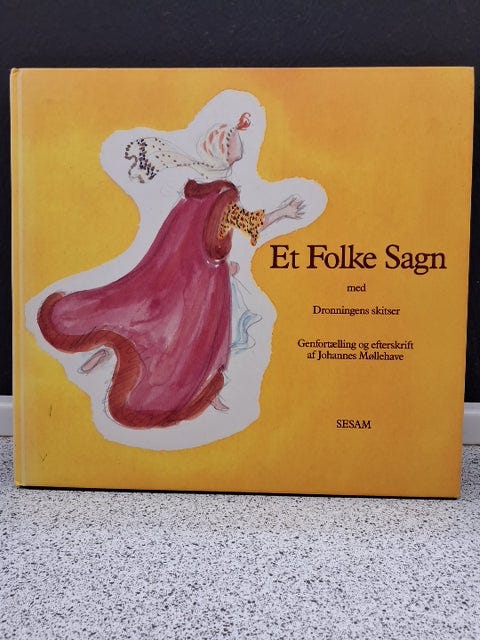 Et Folke Sagn
med
Dronningens skitser
Genfortælling og efterskrift
af Johannes Møllehave
SESAM